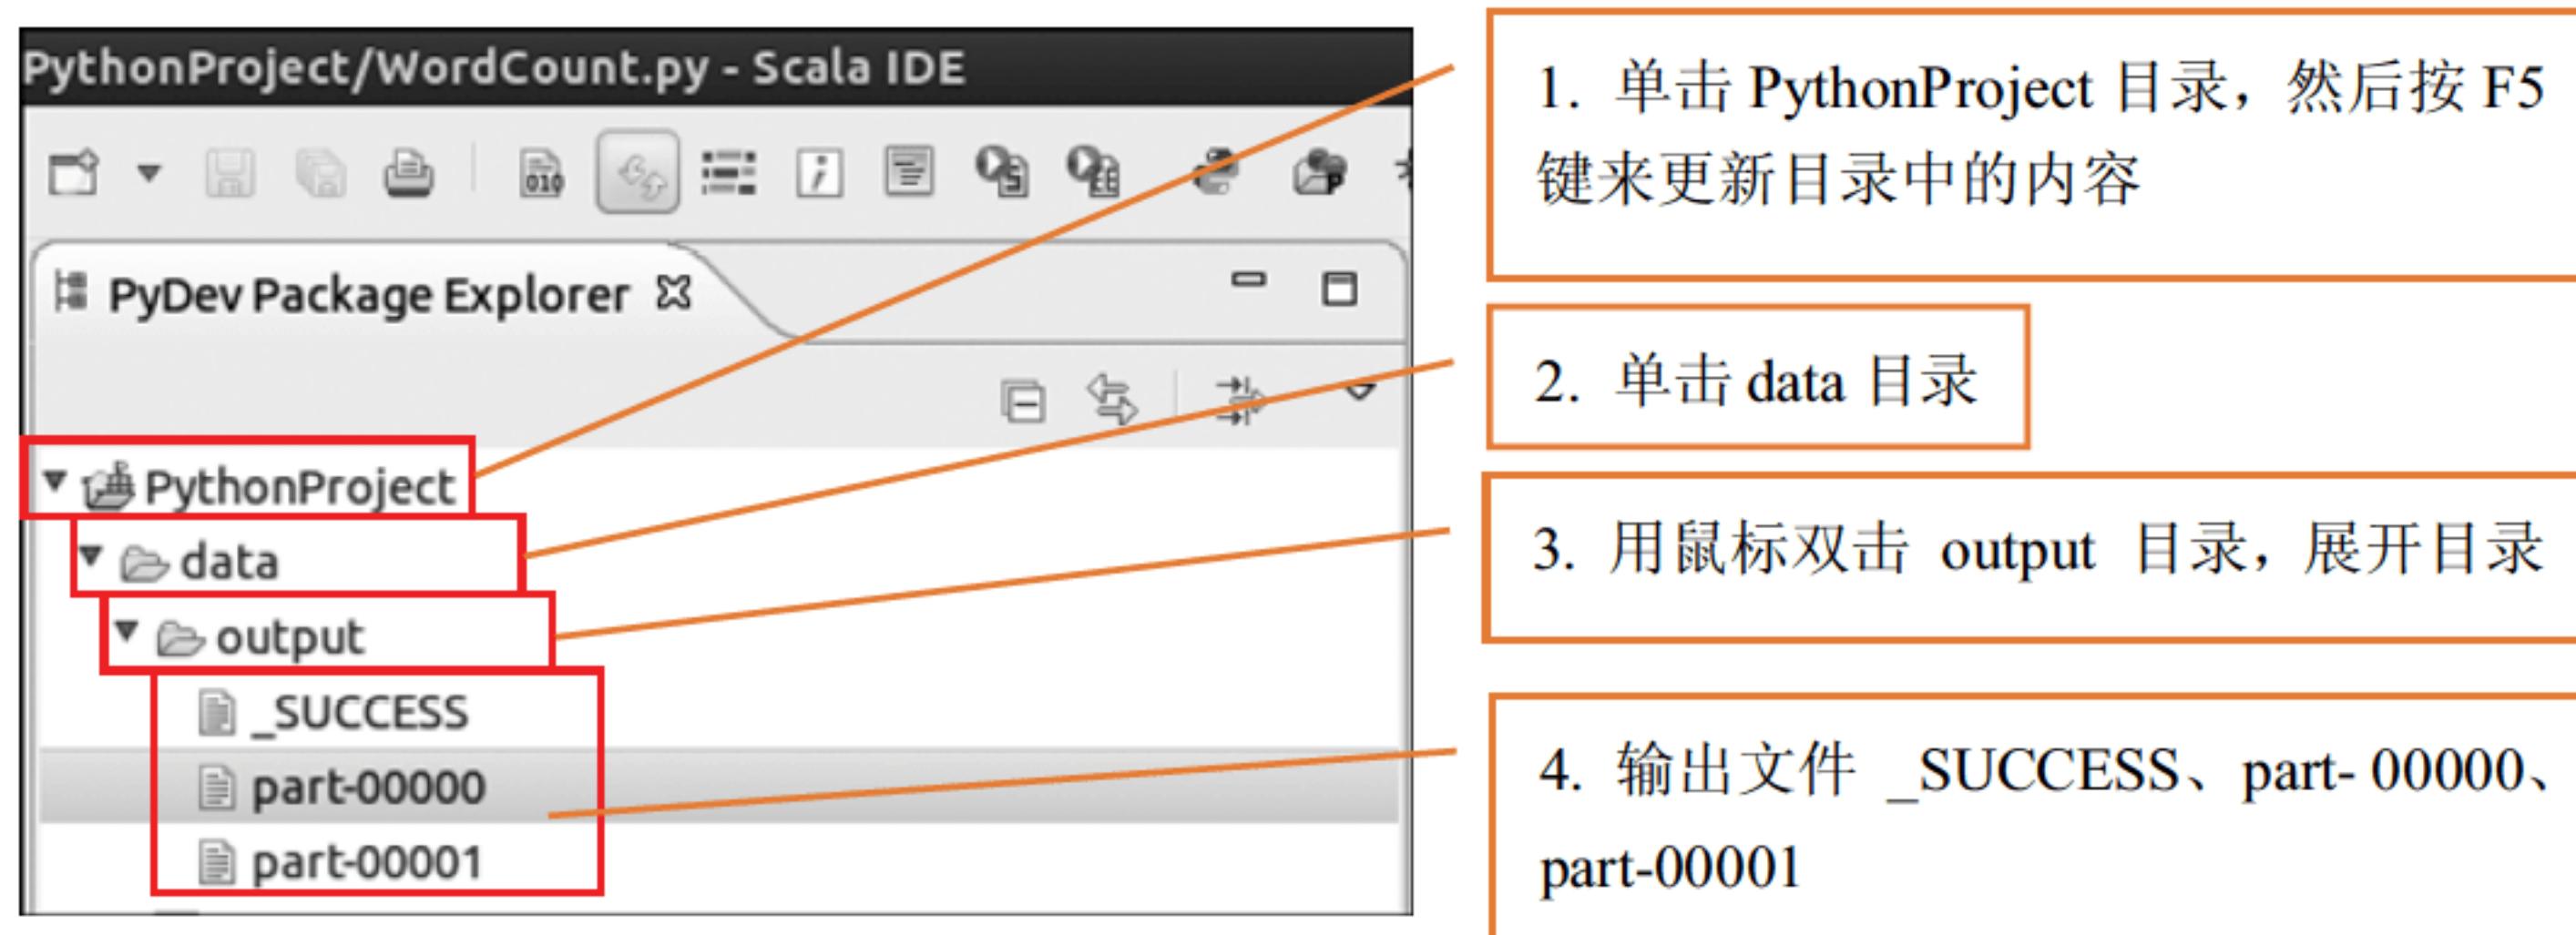 PythonProject/WordCount.py - Scala IDE
010
PyDev Package Explorer
PythonProject
data
output
_SUCCESS
part-00000
part-00001
1. 单击 PythonProject 目录，然后按 F5
键来更新目录中的内容
2. 单击 data 目录
3. 用鼠标双击 output 目录，展开目录
4. 输出文件 _SUCCESS、part- 00000、
part-00001